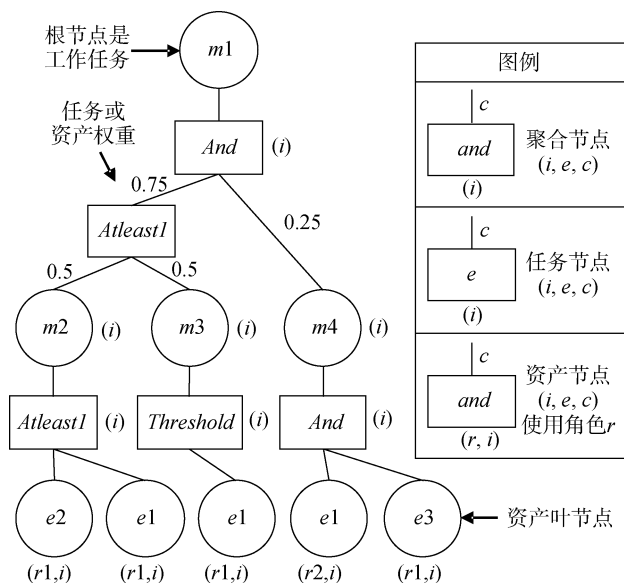 根节点是
工作任务
m1
任务或
资产权重
And (i)
0.75
0.25
Atleast1
0.5 0.5
m2 (i) m3 (i) m4 (i)
Atleast1 (i) Threshold (i) And (i)
e2 e1 e1 e1 e3
资产叶节点
(r1,i) (r1,i) (r1,i) (r2,i) (r1,i)
图例
c
and
聚合节点
(i, e, c)
(i)
c
e
任务节点
(i, e, c)
(i)
c
and
资产节点
(i, e, c)
使用角色r
(r, i)